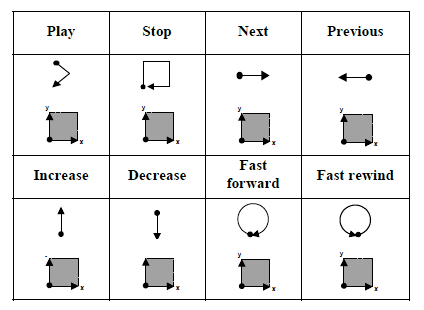 Play Stop Next Previous
y y y y
x x x x
Increase Decrease Fast forward Fast rewind
y y y
x x x x